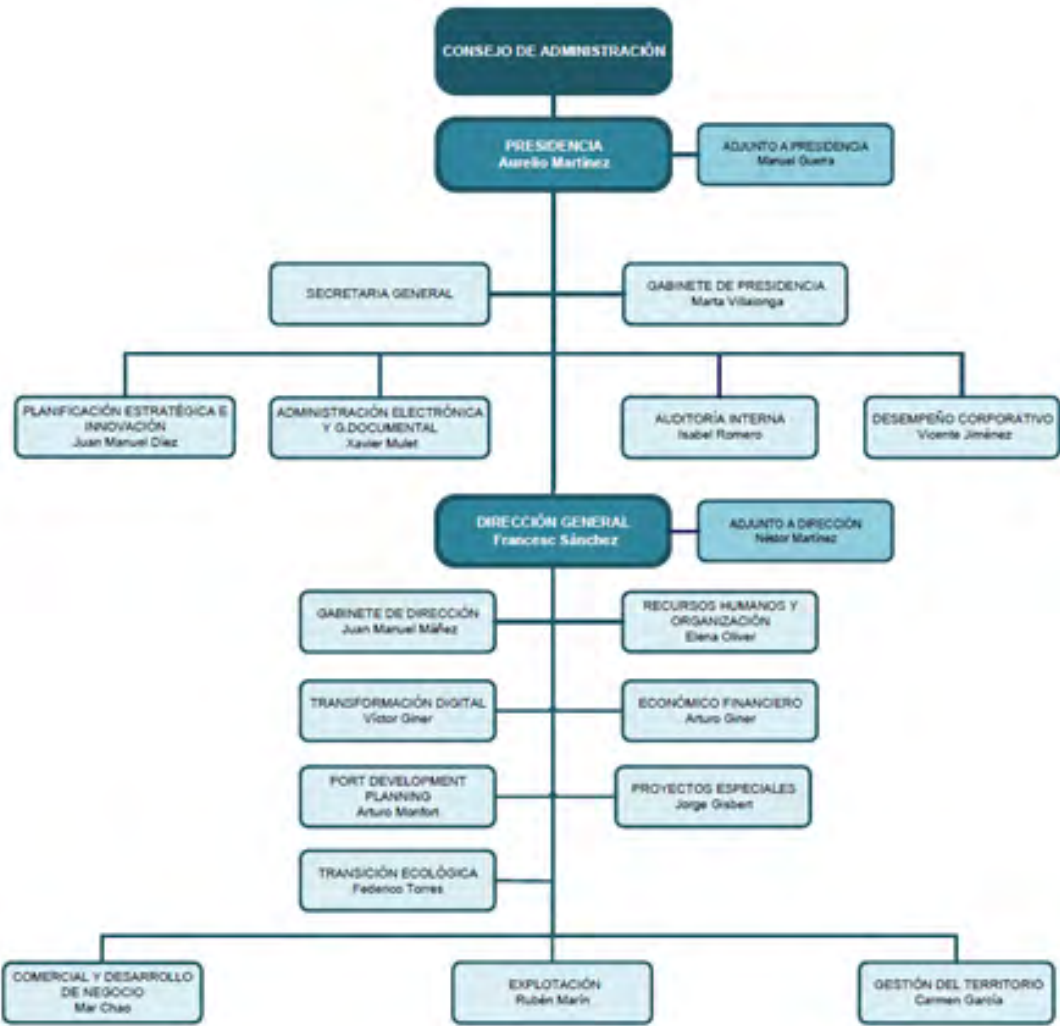 CONSEJO DE ADMINISTRACIÓN
PRESIDENCIA
Aurelio Martínez
ADJUNTO A PRESIDENCIA
Manuel Guerra
SECRETARIA GENERAL
GABINETE DE PRESIDENCIA
Marta Villalonga
PLANIFICACIÓN ESTRATÉGICA E
INNOVACIÓN
Juan Manuel Díez
ADMINISTRACIÓN ELECTRÓNICA
Y G.DOCUMENTAL
Xavier Mulet
AUDITORÍA INTERNA
Isabel Romero
DESEMPEÑO CORPORATIVO
Vicente Jiménez
DIRECCIÓN GENERAL
Francesc Sánchez
ADJUNTO A DIRECCIÓN
Néstor Martínez
GABINETE DE DIRECCIÓN
Juan Manuel Máñez
RECURSOS HUMANOS Y
ORGANIZACIÓN
Elena Oliver
TRANSFORMACIÓN DIGITAL
Víctor Giner
ECONÓMICO FINANCIERO
Arturo Giner
PORT DEVELOPMENT
PLANNING
Arturo Monfort
PROYECTOS ESPECIALES
Jorge Gisbert
TRANSICIÓN ECOLÓGICA
Federico Torres
COMERCIAL Y DESARROLLO
DE NEGOCIO
Mar Chao
EXPLOTACIÓN
Rubén Marín
GESTIÓN DEL TERRITORIO
Carmen García